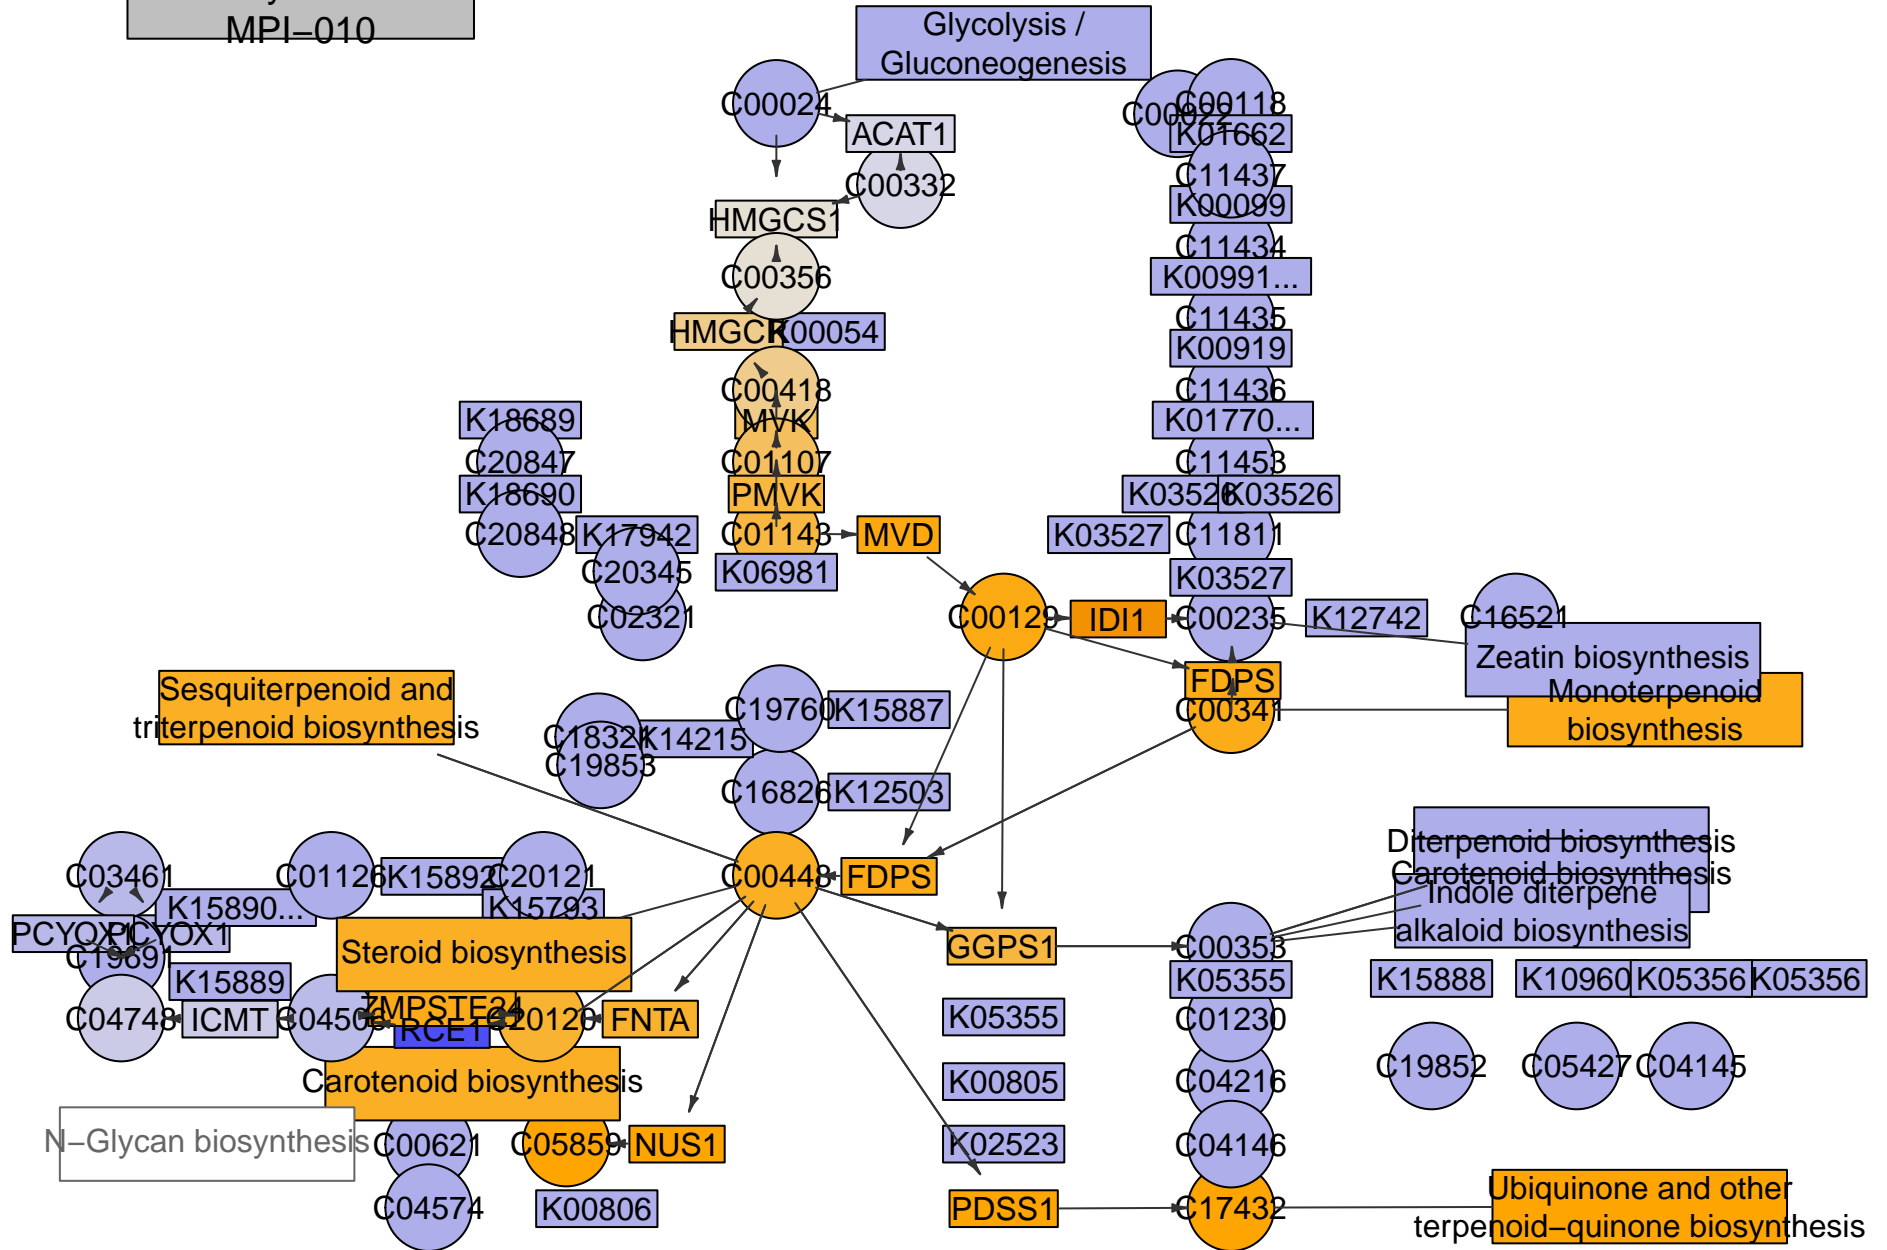 MPI−010
Glycolysis /
Gluconeogenesis
C00024
C00022
C00118
ACAT1
K01662
C00332
C11437
HMGCS1
K00099
C11434
C00356
K00991...
C11435
HMGCR
K00054
K00919
C00418
C11436
K18689
MVK
K01770...
C20847
C01107
C11453
K18690
PMVK
K03526
K03526
C20848
K17942
C01143
MVD
K03527
C11811
C20345
K06981
K03527
C02321
C00129
IDI1
C00235
K12742
C16521
Zeatin biosynthesis
FDPS
Sesquiterpenoid and
triterpenoid biosynthesis
Monoterpenoid
biosynthesis
C19760
K15887
C00341
C18324
K14215
C19853
C16826
K12503
Diterpenoid biosynthesis
Carotenoid biosynthesis
C03461
C01126
K15892
C20121
C00448
FDPS
Indole diterpene
alkaloid biosynthesis
K15890...
K15793
PCYOX1
PCYOX1
C19691
Steroid biosynthesis
GGPS1
C00353
K15889
K05355
K15888
K10960
K05356
K05356
C04748
ICMT
C04506
ZMPSTE24
RCE1
C20120
FNTA
K05355
C01230
Carotenoid biosynthesis
K00805
C04216
C19852
C05427
C04145
N−Glycan biosynthesis
C00621
C05859
NUS1
K02523
C04146
C04574
K00806
PDSS1
C17432
Ubiquinone and other
terpenoid−quinone biosynthesis